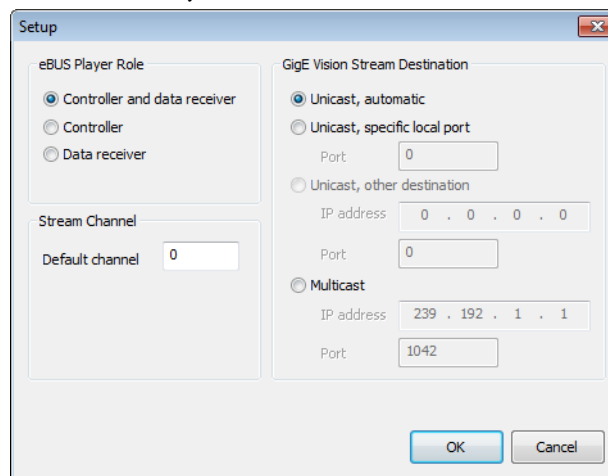 Setup
eBUS Player Role
Controller and data receiver
Controller
Data receiver
Stream Channel
Default channel 0
GigE Vision Stream Destination
Unicast, automatic
Unicast, specific local port
Port 0
Unicast, other destination
IP address 0 . 0 . 0 . 0
Port 0
Multicast
IP address 239 . 192 . 1 . 1
Port 1042
OK Cancel